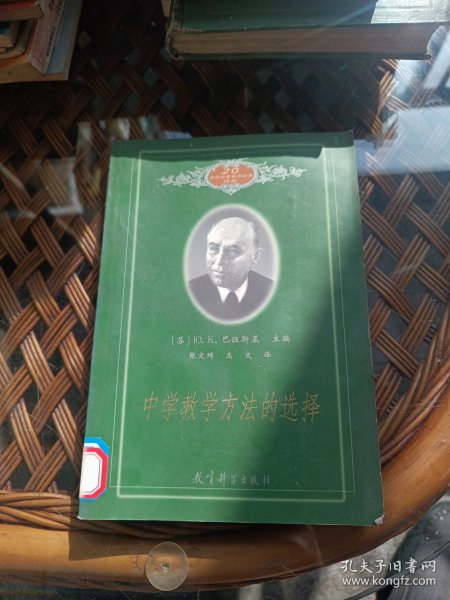 20
[苏] Ю. К. 巴班斯基 主编
张定璋 高文 译
中学教学方法的选择
教育科学出版社
孔夫子旧书网
www.kongfz.com